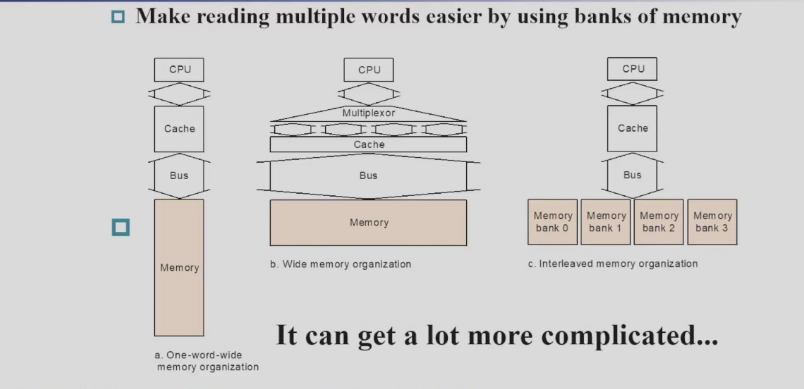 Make reading multiple words easier by using banks of memory
CPU
Cache
Bus
Memory
a. One-word-wide
memory organization
CPU
Multiplexor
Cache
Bus
Memory
b. Wide memory organization
CPU
Cache
Bus
Memory
bank 0
Memory
bank 1
Memory
bank 2
Memory
bank 3
c. Interleaved memory organization
It can get a lot more complicated...